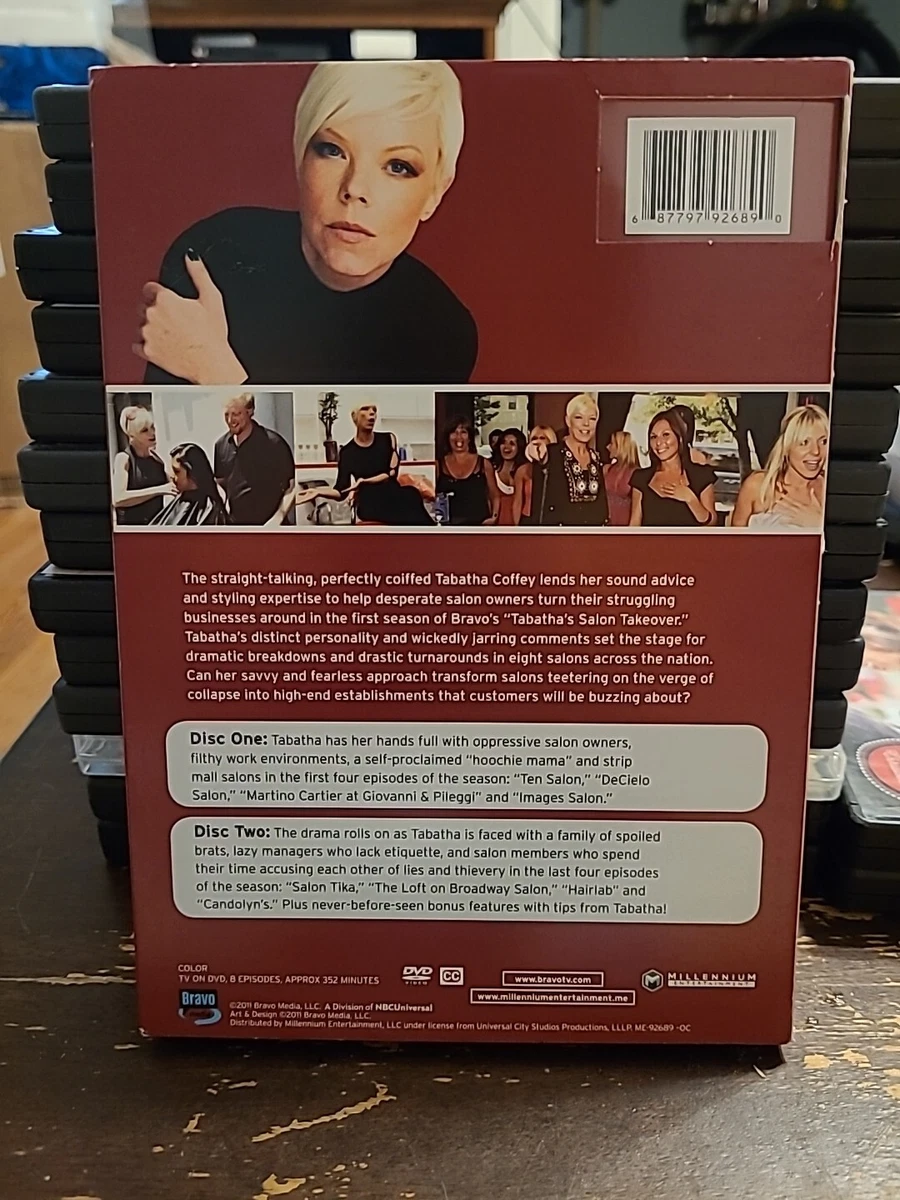 6 87797 92689 0
The straight-talking, perfectly coiffed Tabatha Coffey lends her sound advice
and styling expertise to help desperate salon owners turn their struggling
businesses around in the first season of Bravo's "Tabatha's Salon Takeover."
Tabatha's distinct personality and wickedly jarring comments set the stage for
dramatic breakdowns and drastic turnarounds in eight salons across the nation.
Can her savvy and fearless approach transform salons teetering on the verge of
collapse into high-end establishments that customers will be buzzing about?
Disc One: Tabatha has her hands full with oppressive salon owners,
filthy work environments, a self-proclaimed "hoochie mama" and strip
mall salons in the first four episodes of the season: "Ten Salon," "DeCielo
Salon," "Martino Cartier at Giovanni & Pileggi" and "Images Salon."
Disc Two: The drama rolls on as Tabatha is faced with a family of spoiled
brats, lazy managers who lack etiquette, and salon members who spend
their time accusing each other of lies and thievery in the last four episodes
of the season: "Salon Tika," "The Loft on Broadway Salon," "Hairlab" and
"Candolyn's." Plus never-before-seen bonus features with tips from Tabatha!
COLOR
TV ON DVD, 8 EPISODES, APPROX 352 MINUTES
DVD VIDEO
CC
www.bravotv.com
www.millenniumentertainment.me
MILLENNIUM
ENTERTAINMENT
Bravo
media
©2011 Bravo Media, LLC. A Division of NBCUniversal
Art & Design ©2011 Bravo Media, LLC.
Distributed by Millennium Entertainment, LLC under license from Universal City Studios Productions, LLLP. ME-92689-OC